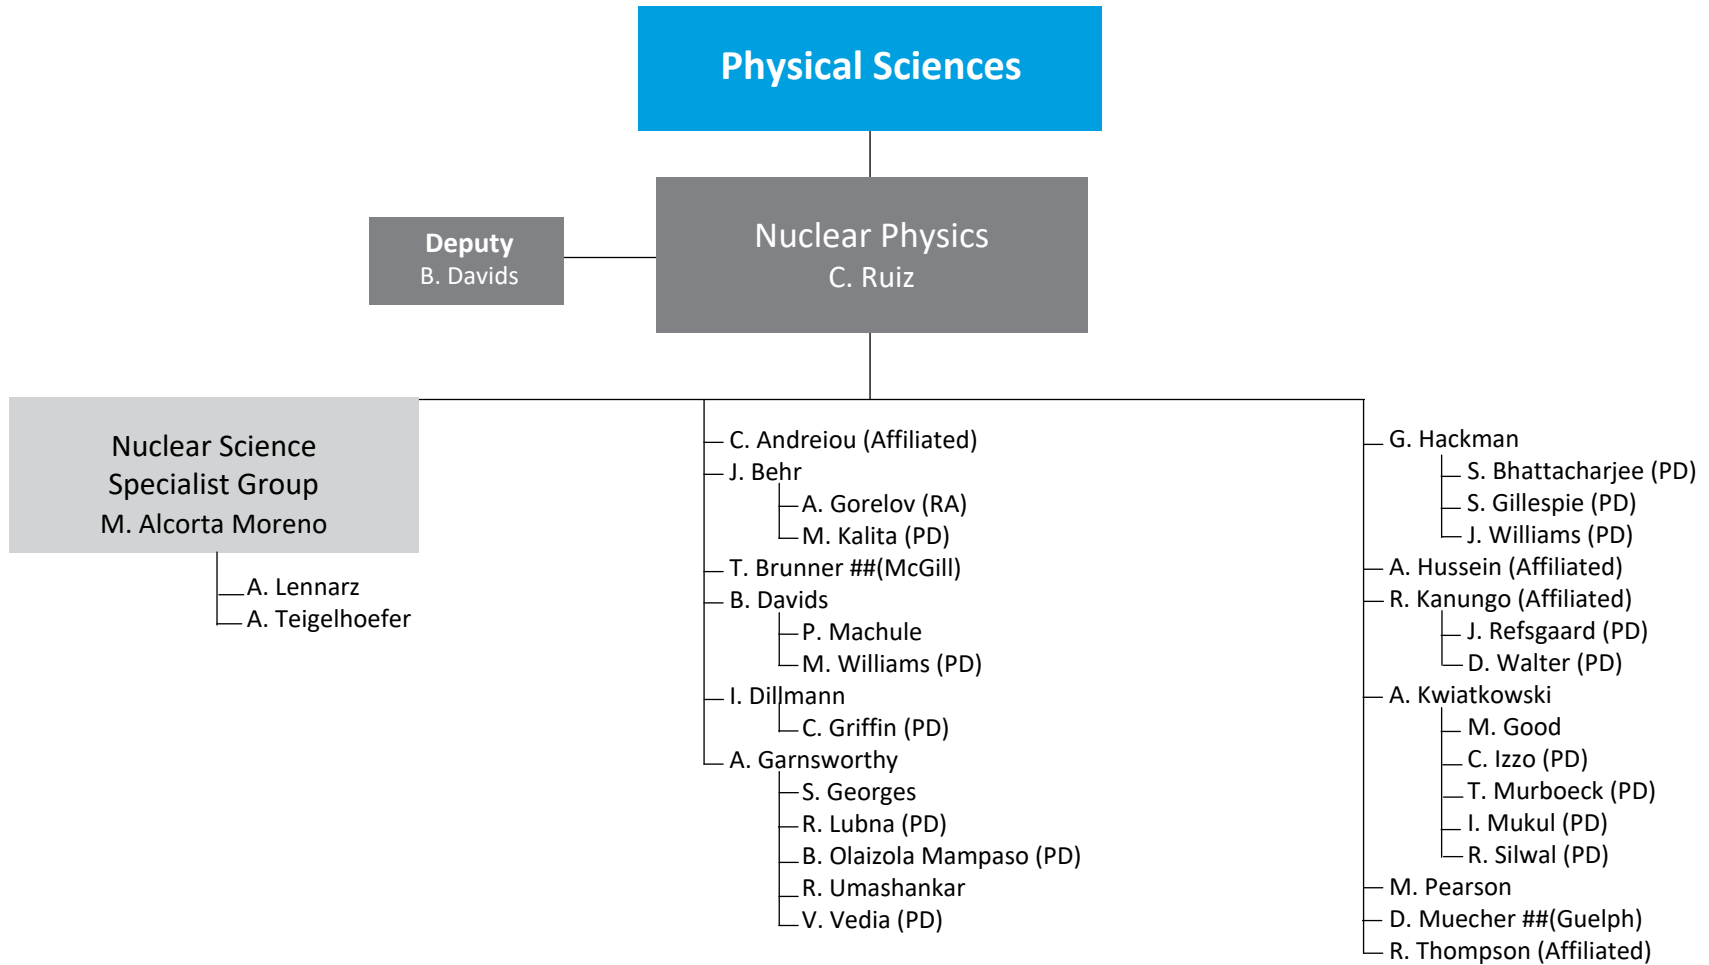 Physical Sciences
Nuclear Physics
C. Ruiz
Deputy
B. Davids
Nuclear Science
Specialist Group
M. Alcorta Moreno
A. Lennarz
A. Teigelhoefer
C. Andreiou (Affiliated)
J. Behr
A. Gorelov (RA)
M. Kalita (PD)
T. Brunner ##(McGill)
B. Davids
P. Machule
M. Williams (PD)
I. Dillmann
C. Griffin (PD)
A. Garnsworthy
S. Georges
R. Lubna (PD)
B. Olaizola Mampaso (PD)
R. Umashankar
V. Vedia (PD)
G. Hackman
S. Bhattacharjee (PD)
S. Gillespie (PD)
J. Williams (PD)
A. Hussein (Affiliated)
R. Kanungo (Affiliated)
J. Refsgaard (PD)
D. Walter (PD)
A. Kwiatkowski
M. Good
C. Izzo (PD)
T. Murboeck (PD)
I. Mukul (PD)
R. Silwal (PD)
M. Pearson
D. Muecher ##(Guelph)
R. Thompson (Affiliated)